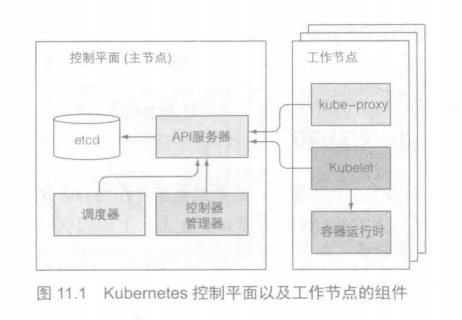 控制平面 (主节点)
工作节点
etcd
API服务器
kube-proxy
Kubelet
调度器
控制器
管理器
容器运行时
图 11.1 Kubernetes 控制平面以及工作节点的组件